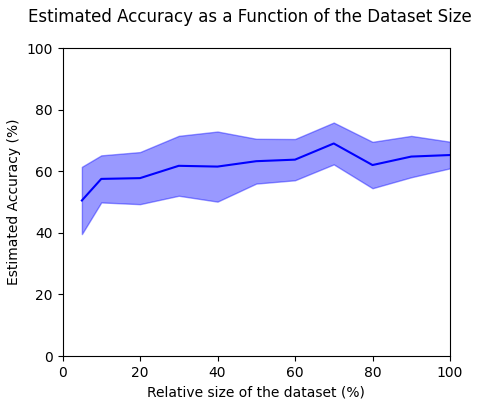 Estimated Accuracy as a Function of the Dataset Size
100
80
60
40
20
0
Estimated Accuracy (%)
0 20 40 60 80 100
Relative size of the dataset (%)